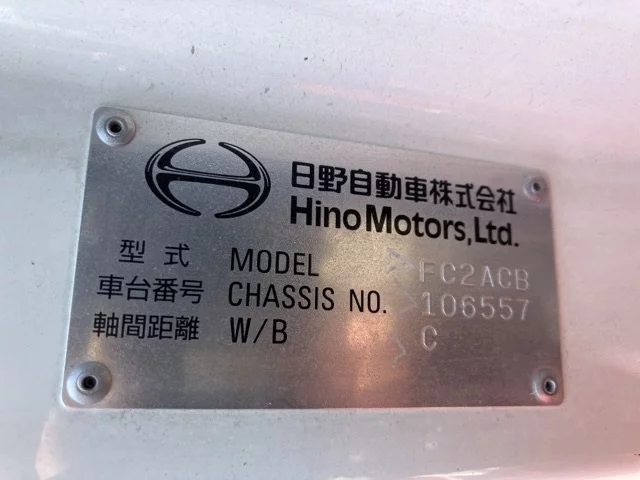 日野自動車株式会社
Hino Motors, Ltd.
型式 MODEL FC2ACB
車台番号 CHASSIS NO. 106557
軸間距離 W/B C